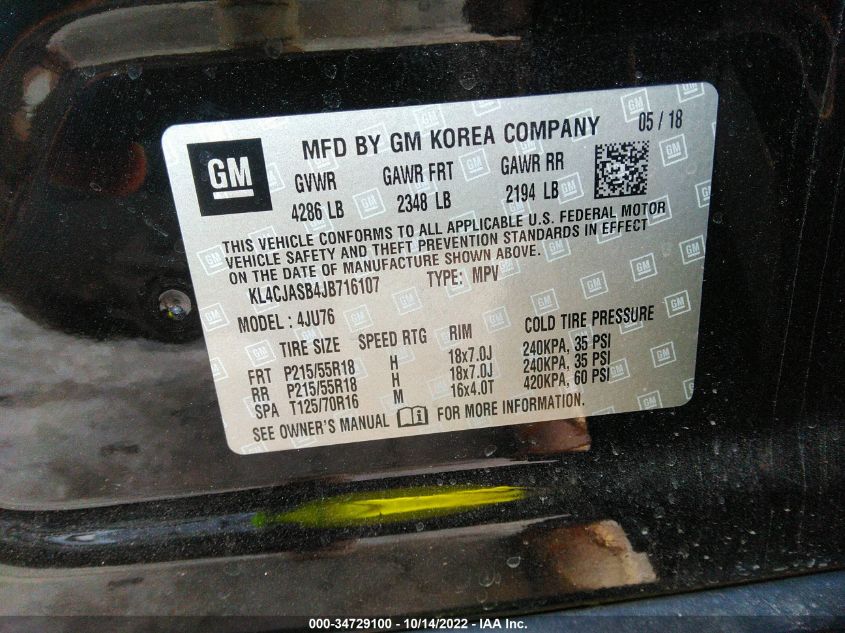 GM
MFD BY GM KOREA COMPANY 05 / 18
GVWR GAWR FRT GAWR RR
4286 LB 2348 LB 2194 LB
THIS VEHICLE CONFORMS TO ALL APPLICABLE U.S. FEDERAL MOTOR
VEHICLE SAFETY AND THEFT PREVENTION STANDARDS IN EFFECT
ON THE DATE OF MANUFACTURE SHOWN ABOVE.
KL4CJASB4JB716107 TYPE: MPV
MODEL : 4JU76
TIRE SIZE SPEED RTG RIM COLD TIRE PRESSURE
FRT P215/55R18 H 18x7.0J 240KPA, 35 PSI
RR P215/55R18 H 18x7.0J 240KPA, 35 PSI
SPA T125/70R16 M 16x4.0T 420KPA, 60 PSI
SEE OWNER'S MANUAL i FOR MORE INFORMATION.
000-34729100 - 10/14/2022 - IAA Inc.